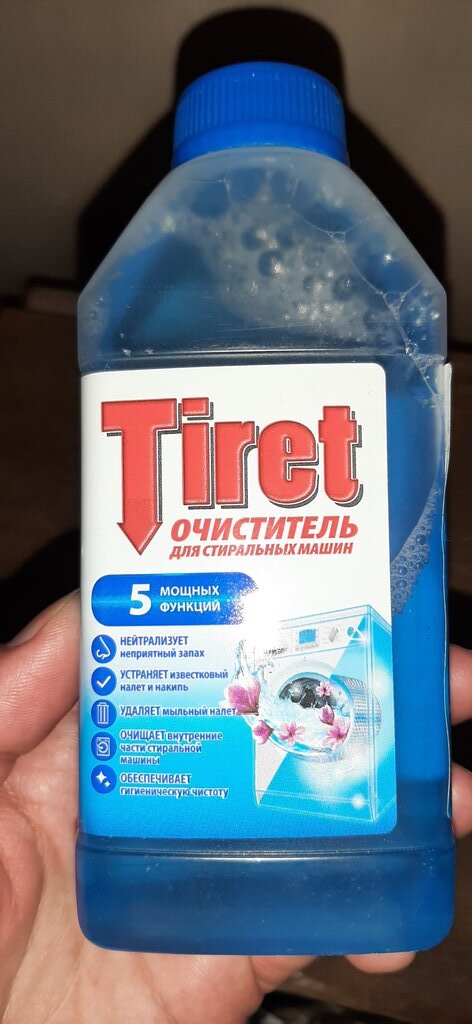 Tiret
ОЧИСТИТЕЛЬ
ДЛЯ СТИРАЛЬНЫХ МАШИН
5 МОЩНЫХ
ФУНКЦИЙ
НЕЙТРАЛИЗУЕТ
неприятный запах
УСТРАНЯЕТ известковый
налет и накипь
УДАЛЯЕТ мыльный налет
ОЧИЩАЕТ внутренние
части стиральной
машины
ОБЕСПЕЧИВАЕТ
гигиеническую чистоту